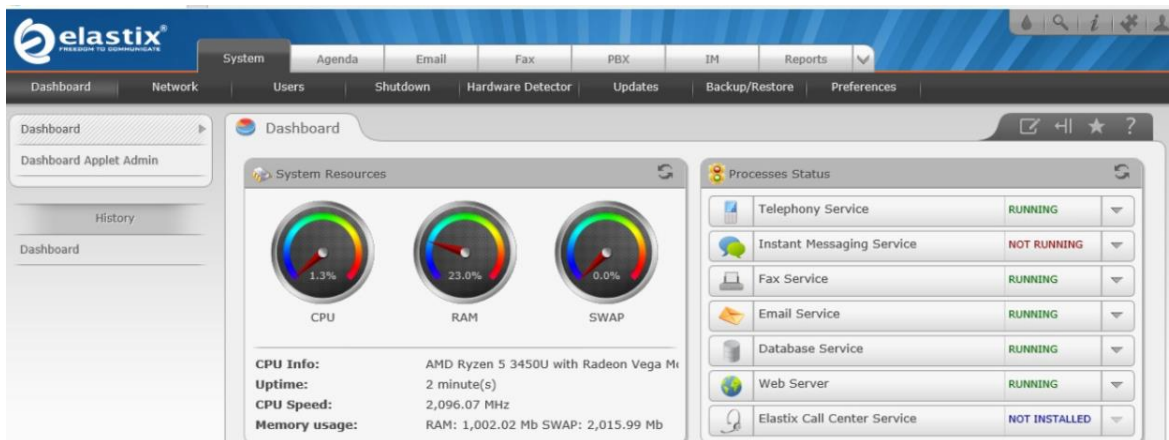 elastix®
FREEDOM TO COMMUNICATE
System Agenda Email Fax PBX IM Reports
Dashboard Network Users Shutdown Hardware Detector Updates Backup/Restore Preferences
Dashboard
Dashboard Applet Admin
History
Dashboard
Dashboard
System Resources
1.3%
23.0%
0.0%
CPU
RAM
SWAP
CPU Info: AMD Ryzen 5 3450U with Radeon Vega
Uptime: 2 minute(s)
CPU Speed: 2,096.07 MHz
Memory usage: RAM: 1,002.02 Mb SWAP: 2,015.99 Mb
Processes Status
Telephony Service RUNNING
Instant Messaging Service NOT RUNNING
Fax Service RUNNING
Email Service RUNNING
Database Service RUNNING
Web Server RUNNING
Elastix Call Center Service NOT INSTALLED